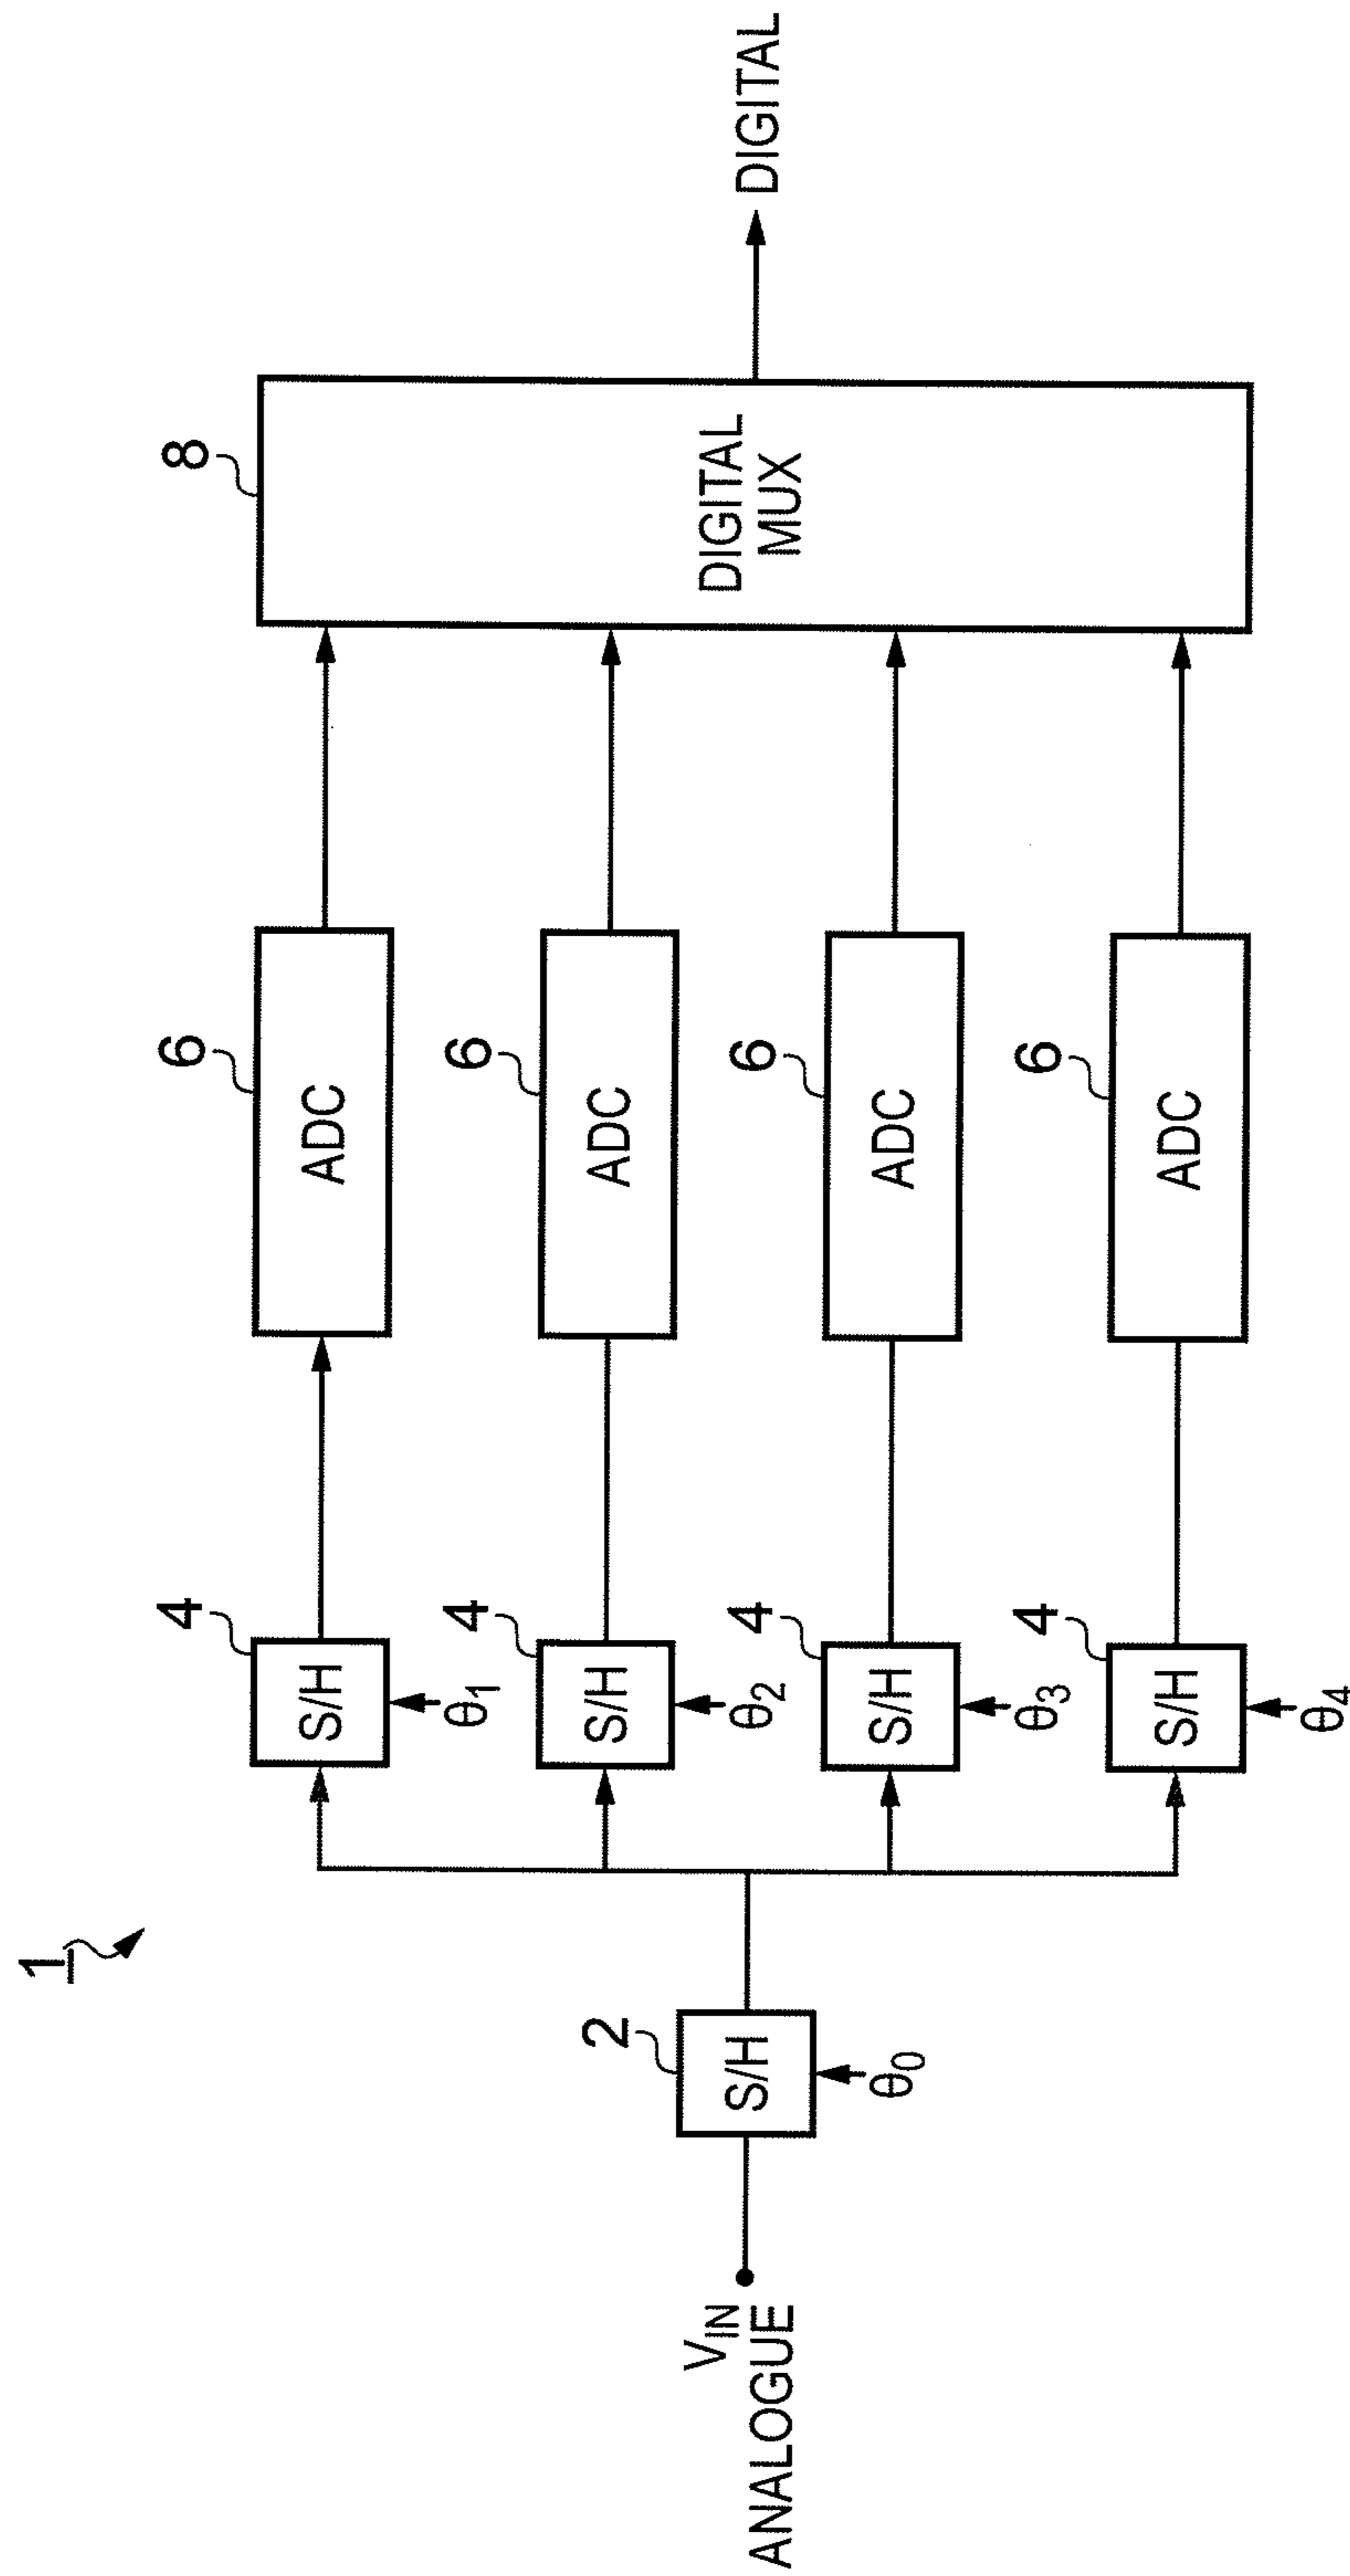 1
V_IN
ANALOGUE
2
S/H
θ0
4
S/H
θ1
6
ADC
4
S/H
θ2
6
ADC
4
S/H
θ3
6
ADC
4
S/H
θ4
6
ADC
8
DIGITAL
MUX
DIGITAL